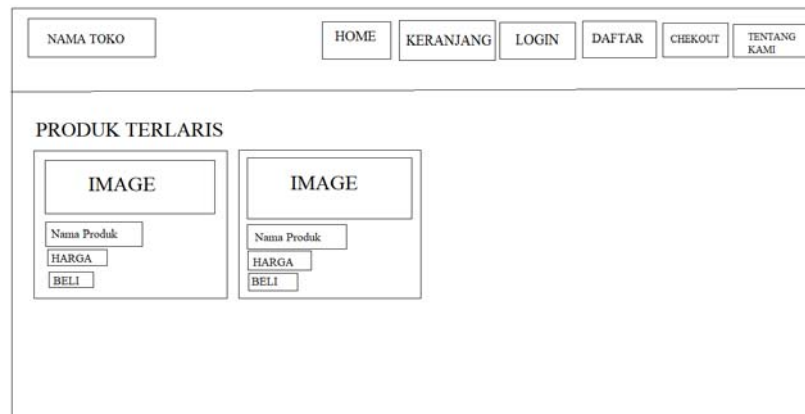 NAMA TOKO
HOME
KERANJANG
LOGIN
DAFTAR
CHEKOUT
TENTANG
KAMI
PRODUK TERLARIS
IMAGE
Nama Produk
HARGA
BELI
IMAGE
Nama Produk
HARGA
BELI